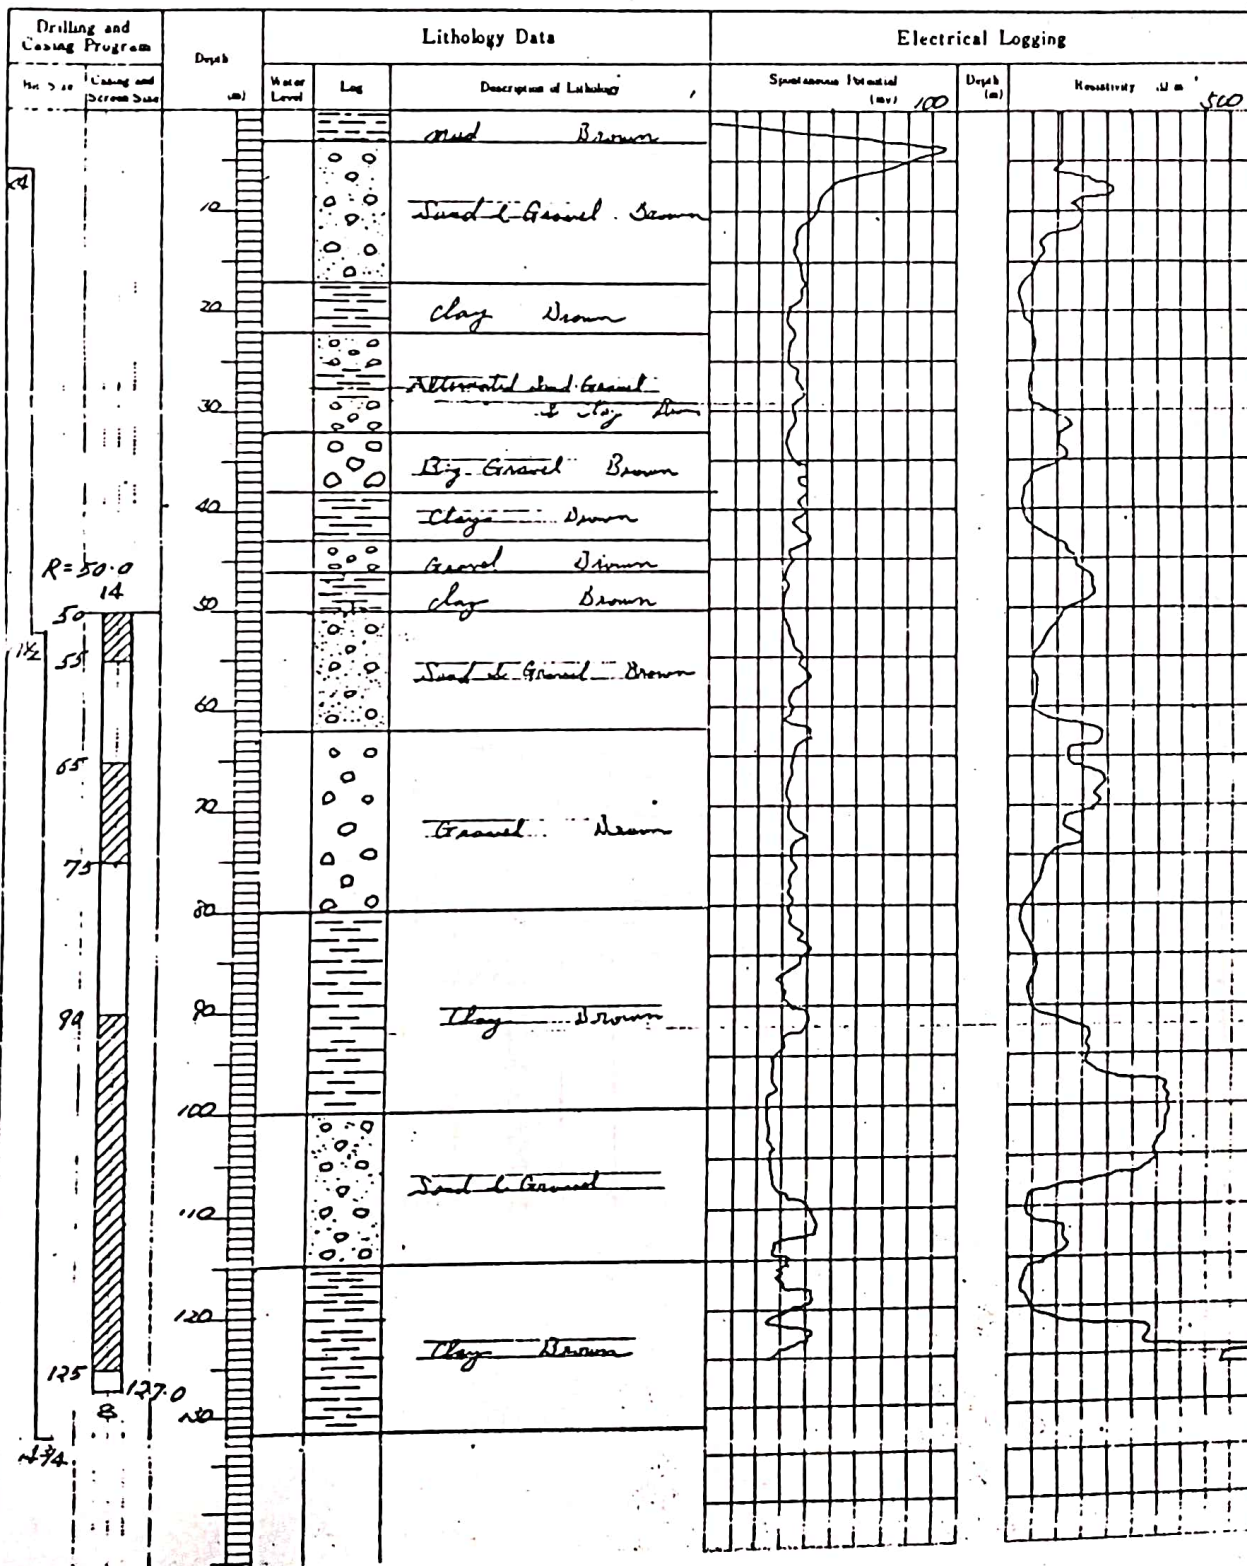 Drilling and
Casing Program
Depth
(m)
Lithology Data
Electrical Logging
Casing and
Screen Size
Water
Level
Log
Description of Lithology
Spontaneous Potential
(mv) 100
Depth
(m)
Resistivity 500
Mud Brown
Sand & Gravel Brown
10
Clay Brown
20
Alternated Sand Gravel
& Clay
30
Big Gravel Brown
Clay Brown
40
Gravel Brown
R=50.0
14
Clay Brown
50
50
55
Sand & Gravel Brown
60
65
70
Gravel Brown
75
80
90
Clay Brown
100
Sand & Gravel
110
120
Clay Brown
125
127.0
8
130